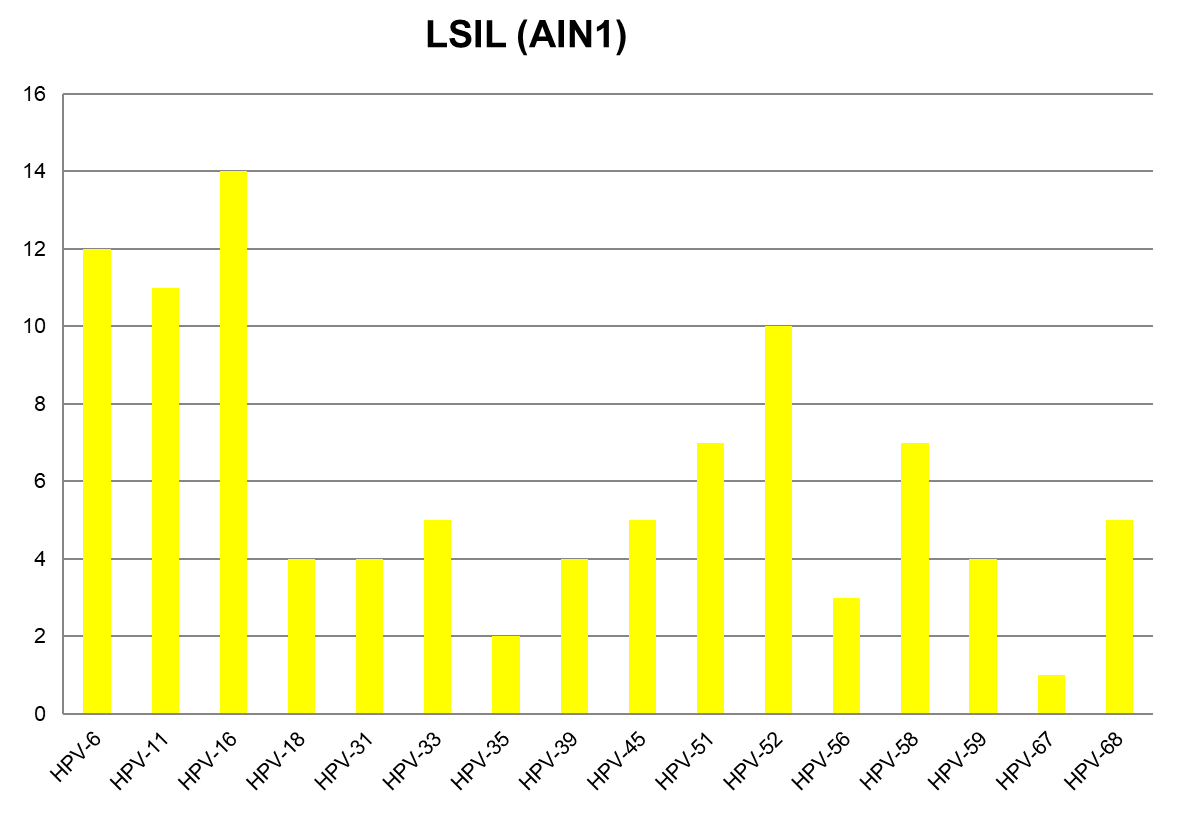 LSIL (AIN1)
16
14
12
10
8
6
4
2
0
HPV-6
HPV-11
HPV-16
HPV-18
HPV-31
HPV-33
HPV-35
HPV-39
HPV-45
HPV-51
HPV-52
HPV-56
HPV-58
HPV-59
HPV-67
HPV-68